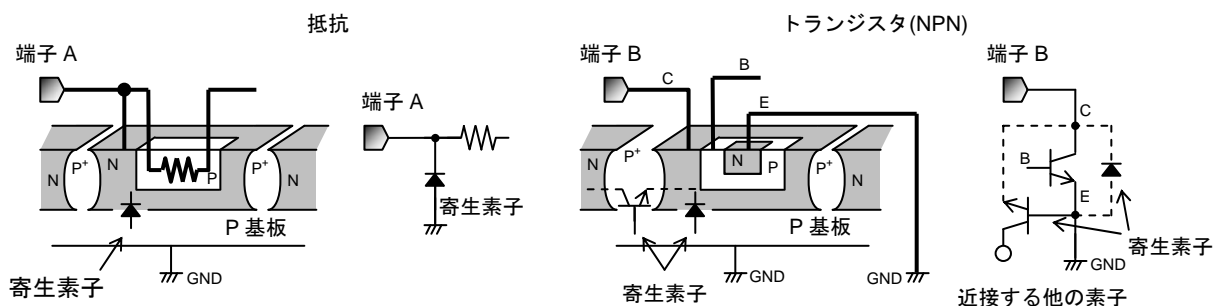 抵抗
トランジスタ(NPN)
端子 A
端子 A
N
P+
N
P
P+
N
P 基板
寄生素子
GND
寄生素子
端子 B
C
B
E
N
P+
N
P
P+
N
P 基板
寄生素子
GND
GND
端子 B
C
B
E
GND
寄生素子
近接する他の素子